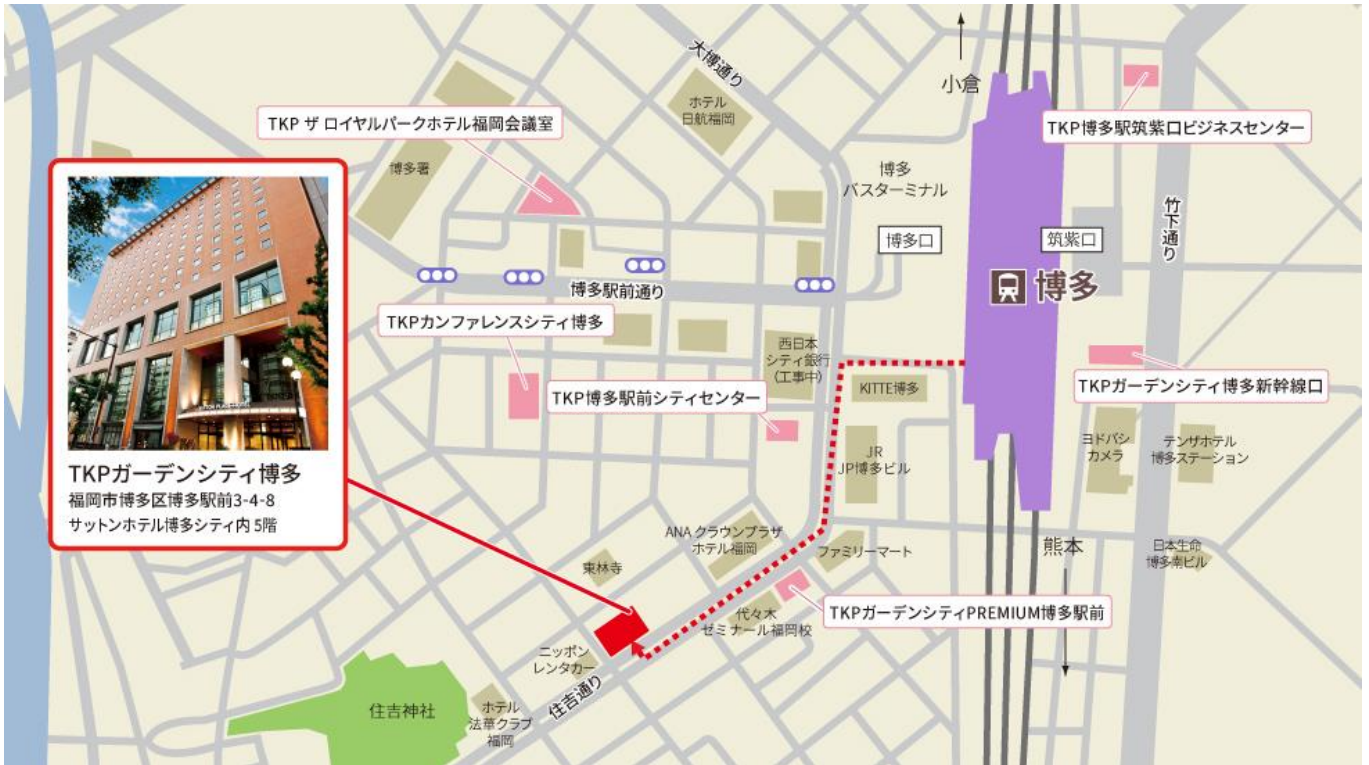 大博通り
小倉
ホテル
日航福岡
TKP ザ ロイヤルパークホテル福岡会議室
TKP博多駅筑紫口ビジネスセンター
博多署
博多
バスターミナル
竹下通り
博多口
筑紫口
博多
博多駅前通り
TKPカンファレンスシティ博多
西日本
シティ銀行
(工事中)
KITTE博多
TKPガーデンシティ博多新幹線口
TKP博多駅前シティセンター
JR
JP博多ビル
ヨドバシ
カメラ
テンザホテル
博多ステーション
TKPガーデンシティ博多
福岡市博多区博多駅前3-4-8
サットンホテル博多シティ内 5階
ANA クラウンプラザ
ホテル福岡
ファミリーマート
熊本
日本生命
博多南ビル
東林寺
代々木
ゼミナール福岡校
TKPガーデンシティPREMIUM博多駅前
ニッポン
レンタカー
住吉通り
住吉神社
ホテル
法華クラブ
福岡